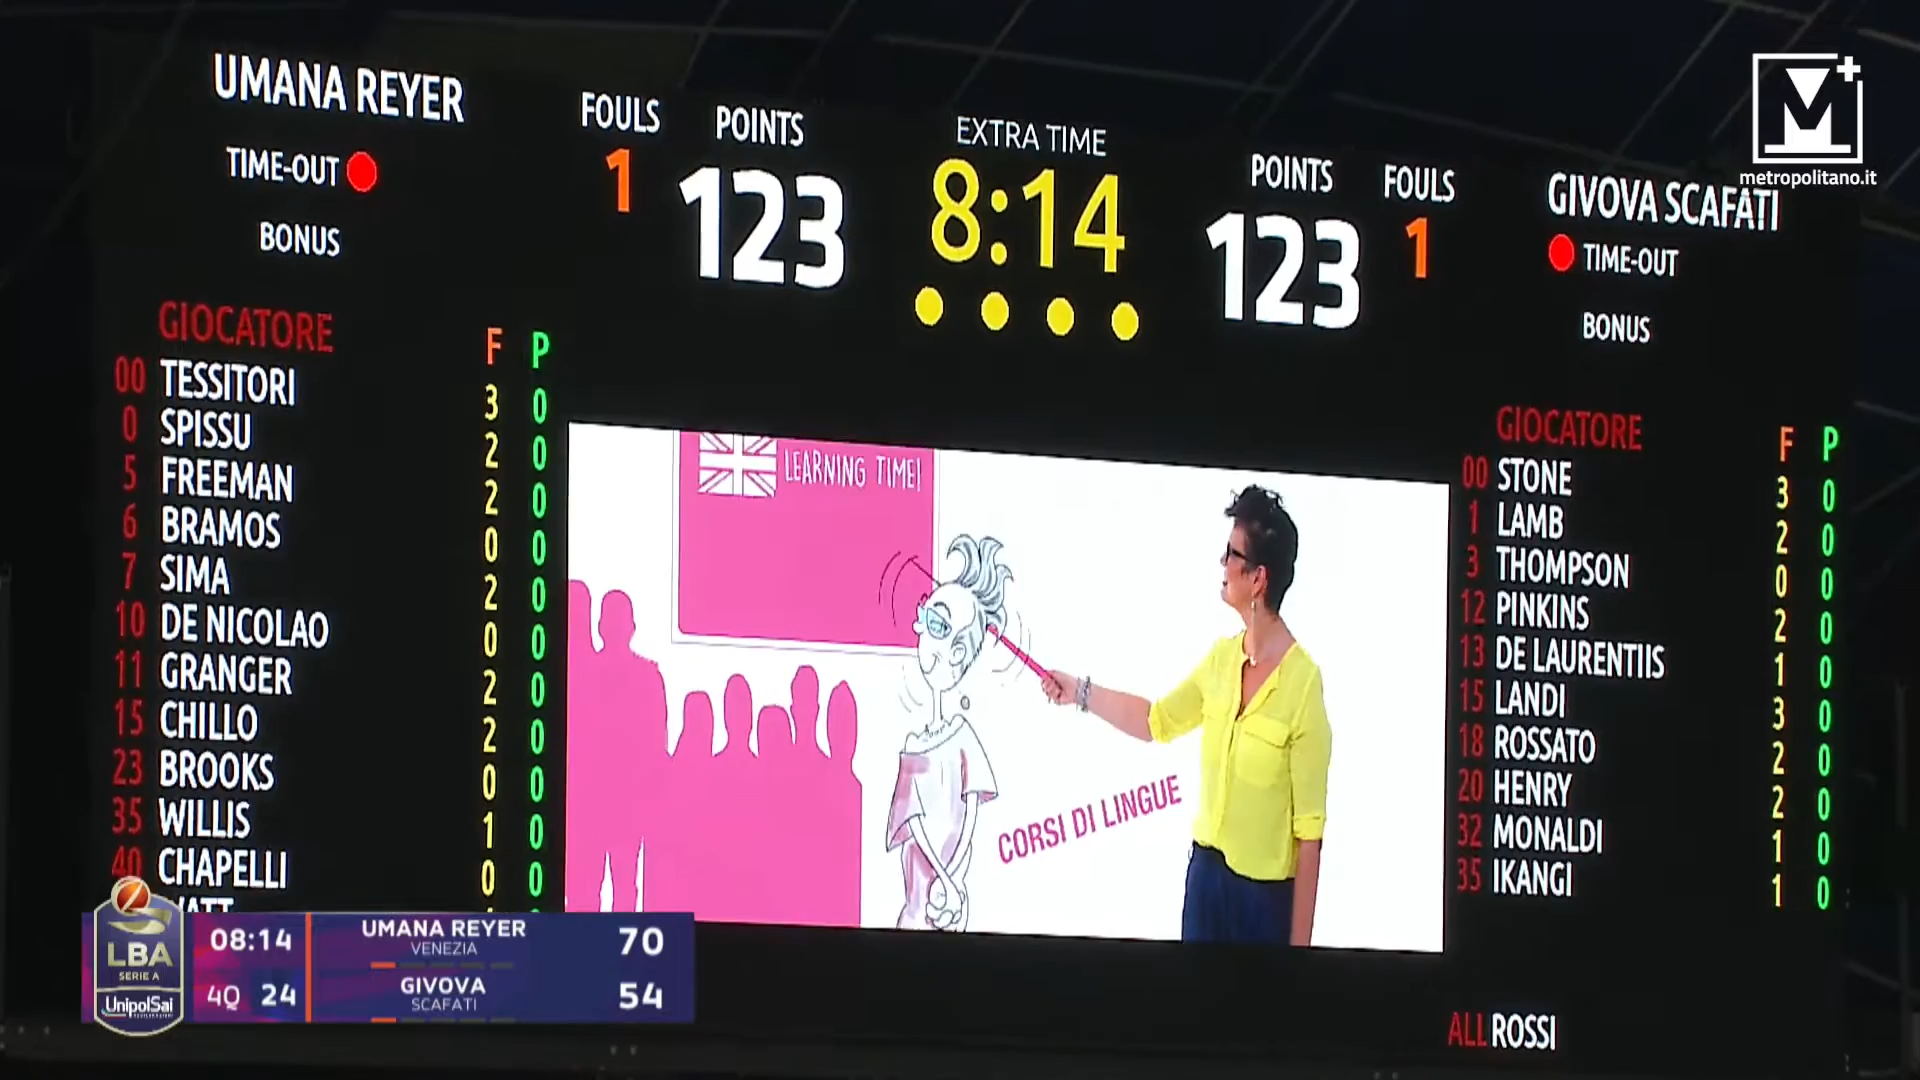 UMANA REYER
TIME-OUT
BONUS
FOULS
1
POINTS
123
EXTRA TIME
8:14
POINTS
123
FOULS
1
GIVOVA SCAFATI
TIME-OUT
BONUS
M+
metropolitano.it
GIOCATORE F P
00 TESSITORI 3 0
0 SPISSU 2 0
5 FREEMAN 2 0
6 BRAMOS 0 0
7 SIMA 2 0
10 DE NICOLAO 0 0
11 GRANGER 2 0
15 CHILLO 2 0
23 BROOKS 0 0
35 WILLIS 1 0
40 CHAPELLI 0 0
LEARNING TIME!
CORSI DI LINGUE
GIOCATORE F P
00 STONE 3 0
1 LAMB 2 0
3 THOMPSON 0 0
12 PINKINS 2 0
13 DE LAURENTIIS 1 0
15 LANDI 3 0
18 ROSSATO 2 0
20 HENRY 2 0
32 MONALDI 1 0
35 IKANGI 1 0
ALL ROSSI
LBA
SERIE A
UnipolSai
08:14
4Q 24
UMANA REYER 70
VENEZIA
GIVOVA 54
SCAFATI